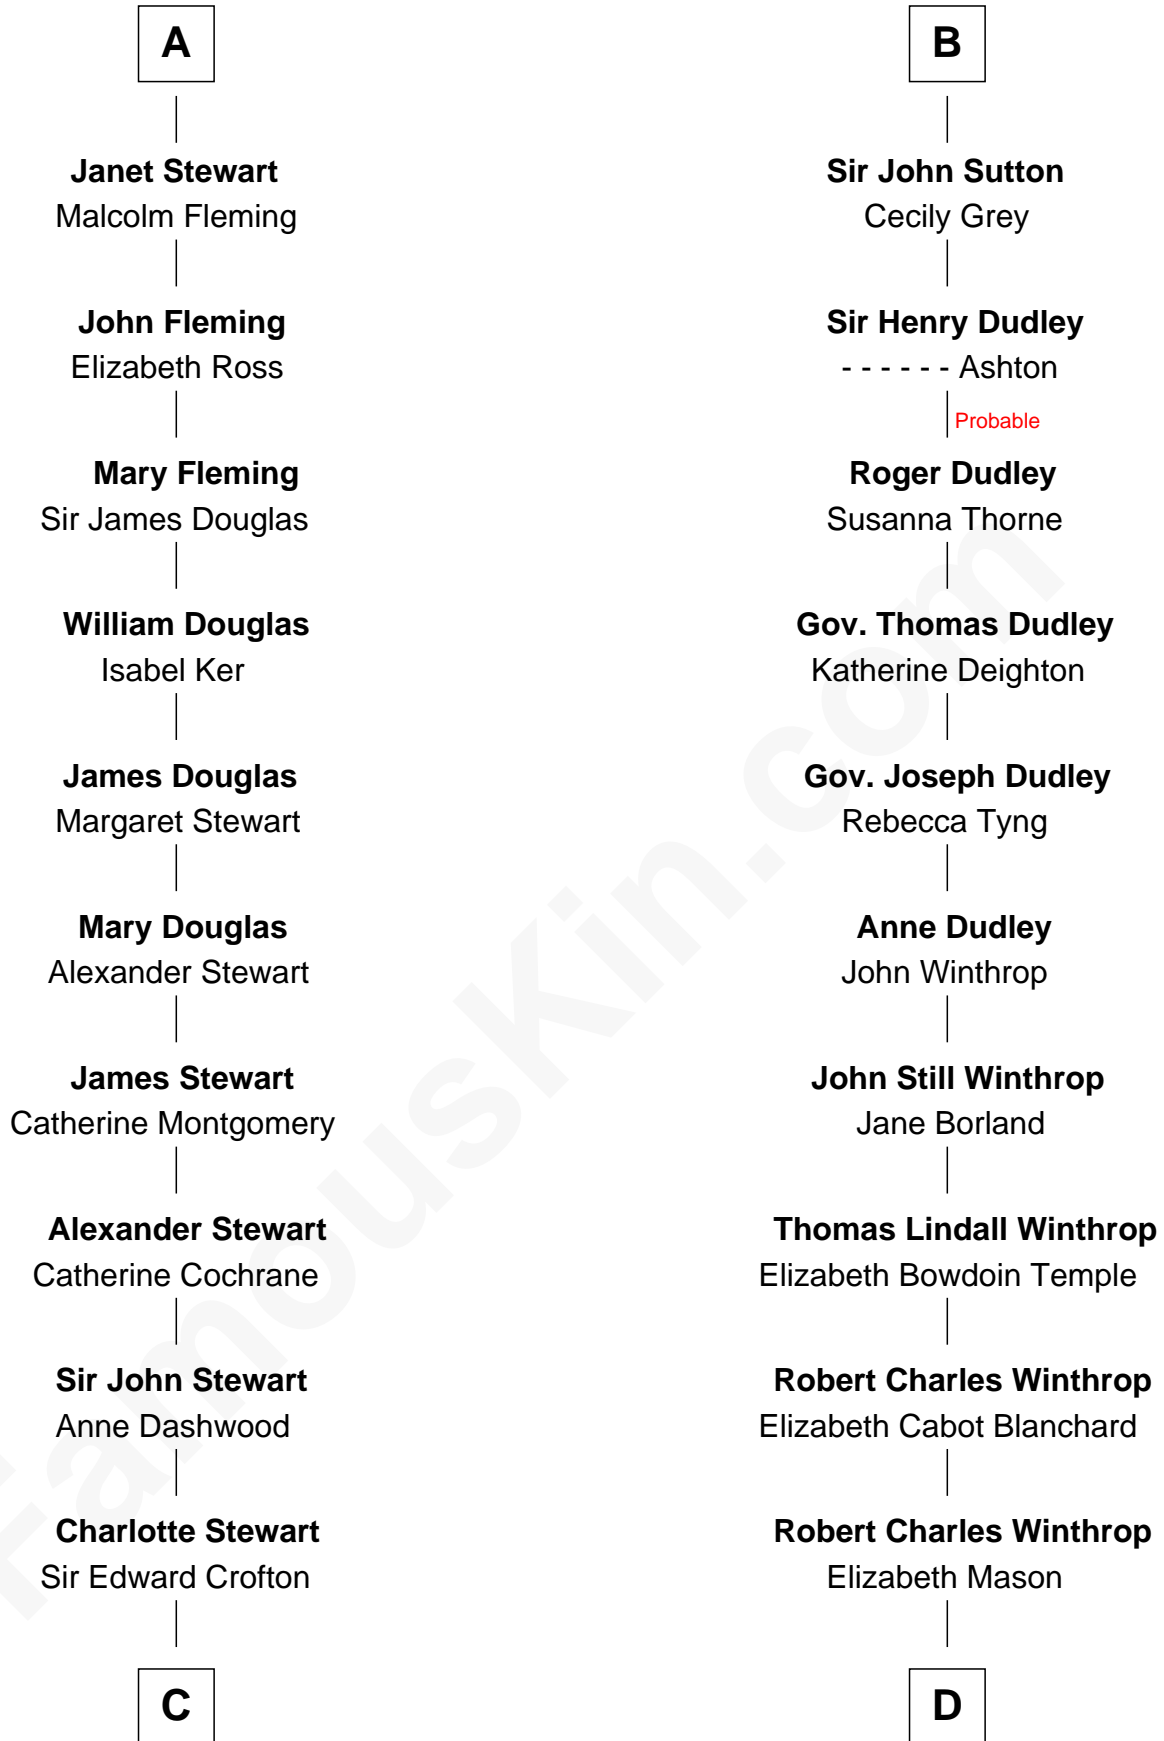 A
Janet Stewart
Malcolm Fleming
John Fleming
Elizabeth Ross
Mary Fleming
Sir James Douglas
William Douglas
Isabel Ker
James Douglas
Margaret Stewart
Mary Douglas
Alexander Stewart
James Stewart
Catherine Montgomery
Alexander Stewart
Catherine Cochrane
Sir John Stewart
Anne Dashwood
Charlotte Stewart
Sir Edward Crofton
C
B
Sir John Sutton
Cecily Grey
Sir Henry Dudley
- - - - - - Ashton
Probable
Roger Dudley
Susanna Thorne
Gov. Thomas Dudley
Katherine Deighton
Gov. Joseph Dudley
Rebecca Tyng
Anne Dudley
John Winthrop
John Still Winthrop
Jane Borland
Thomas Lindall Winthrop
Elizabeth Bowdoin Temple
Robert Charles Winthrop
Elizabeth Cabot Blanchard
Robert Charles Winthrop
Elizabeth Mason
D
FamousKin.com